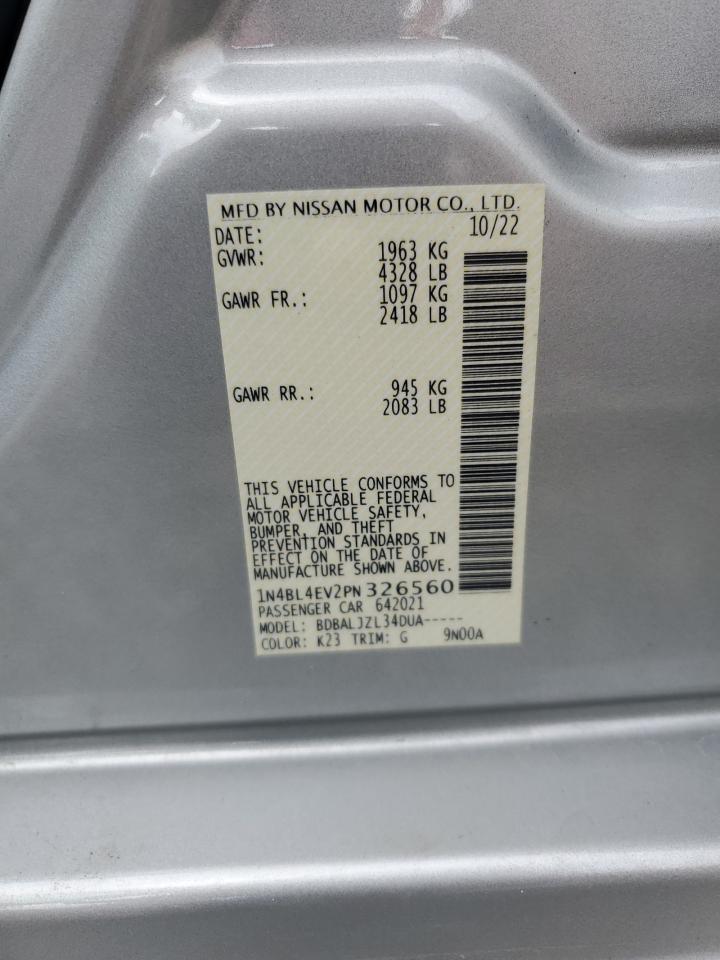 MFD BY NISSAN MOTOR CO., LTD.
DATE: 10/22
GVWR: 1963 KG
4328 LB
GAWR FR.: 1097 KG
2418 LB
GAWR RR.: 945 KG
2083 LB
THIS VEHICLE CONFORMS TO
ALL APPLICABLE FEDERAL
MOTOR VEHICLE SAFETY,
BUMPER, AND THEFT
PREVENTION STANDARDS IN
EFFECT ON THE DATE OF
MANUFACTURE SHOWN ABOVE.
1N4BL4EV2PN326560
PASSENGER CAR 642021
MODEL: BDBALJZL34DUA-----
COLOR: K23 TRIM: G 9N00A